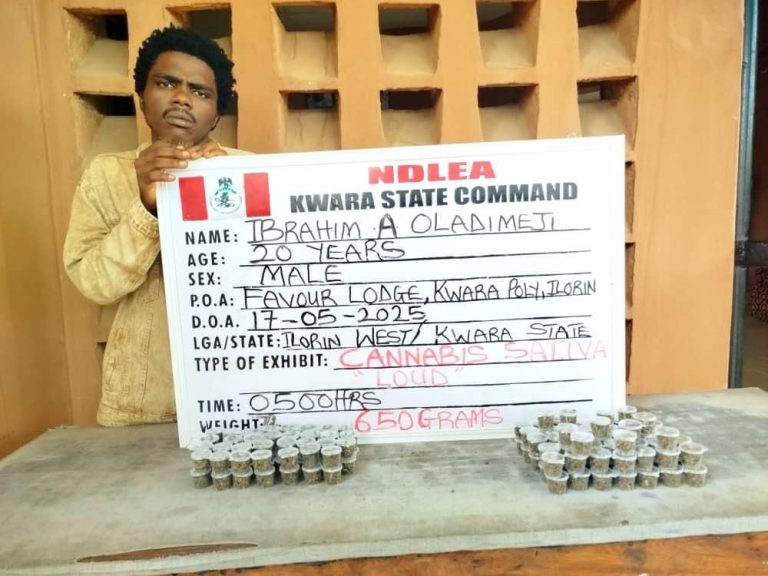 NDLEA
KWARA STATE COMMAND
NAME: IBRAHIM A OLADIMEJI
AGE: 20 YEARS
SEX: MALE
P.O.A: FAVOUR LODGE, KWARA POLY, ILORIN
D.O.A. 17-05-2025
LGA/STATE: ILORIN WEST/ KWARA STATE
TYPE OF EXHIBIT: CANNABIS SATIVA
"LOUD"
TIME: 0500HRS
WEIGHT: 650GRAMS